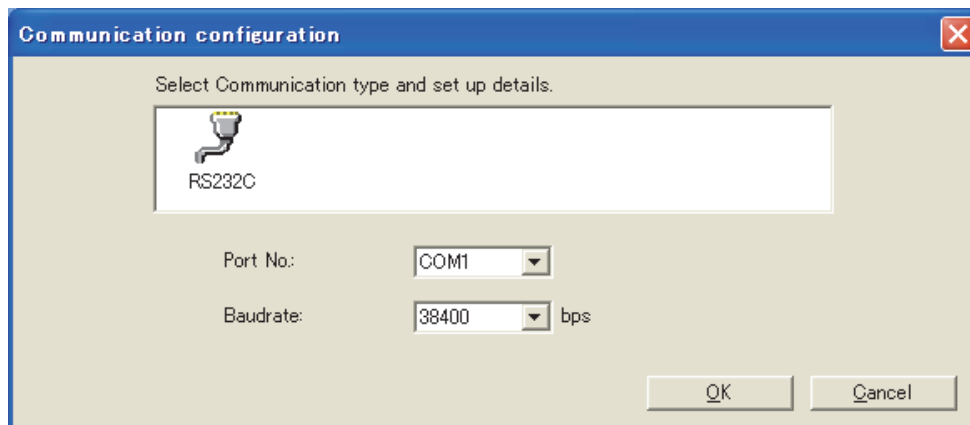 Communication configuration
Select Communication type and set up details.
RS232C
Port No.: COM1
Baudrate: 38400 bps
OK Cancel